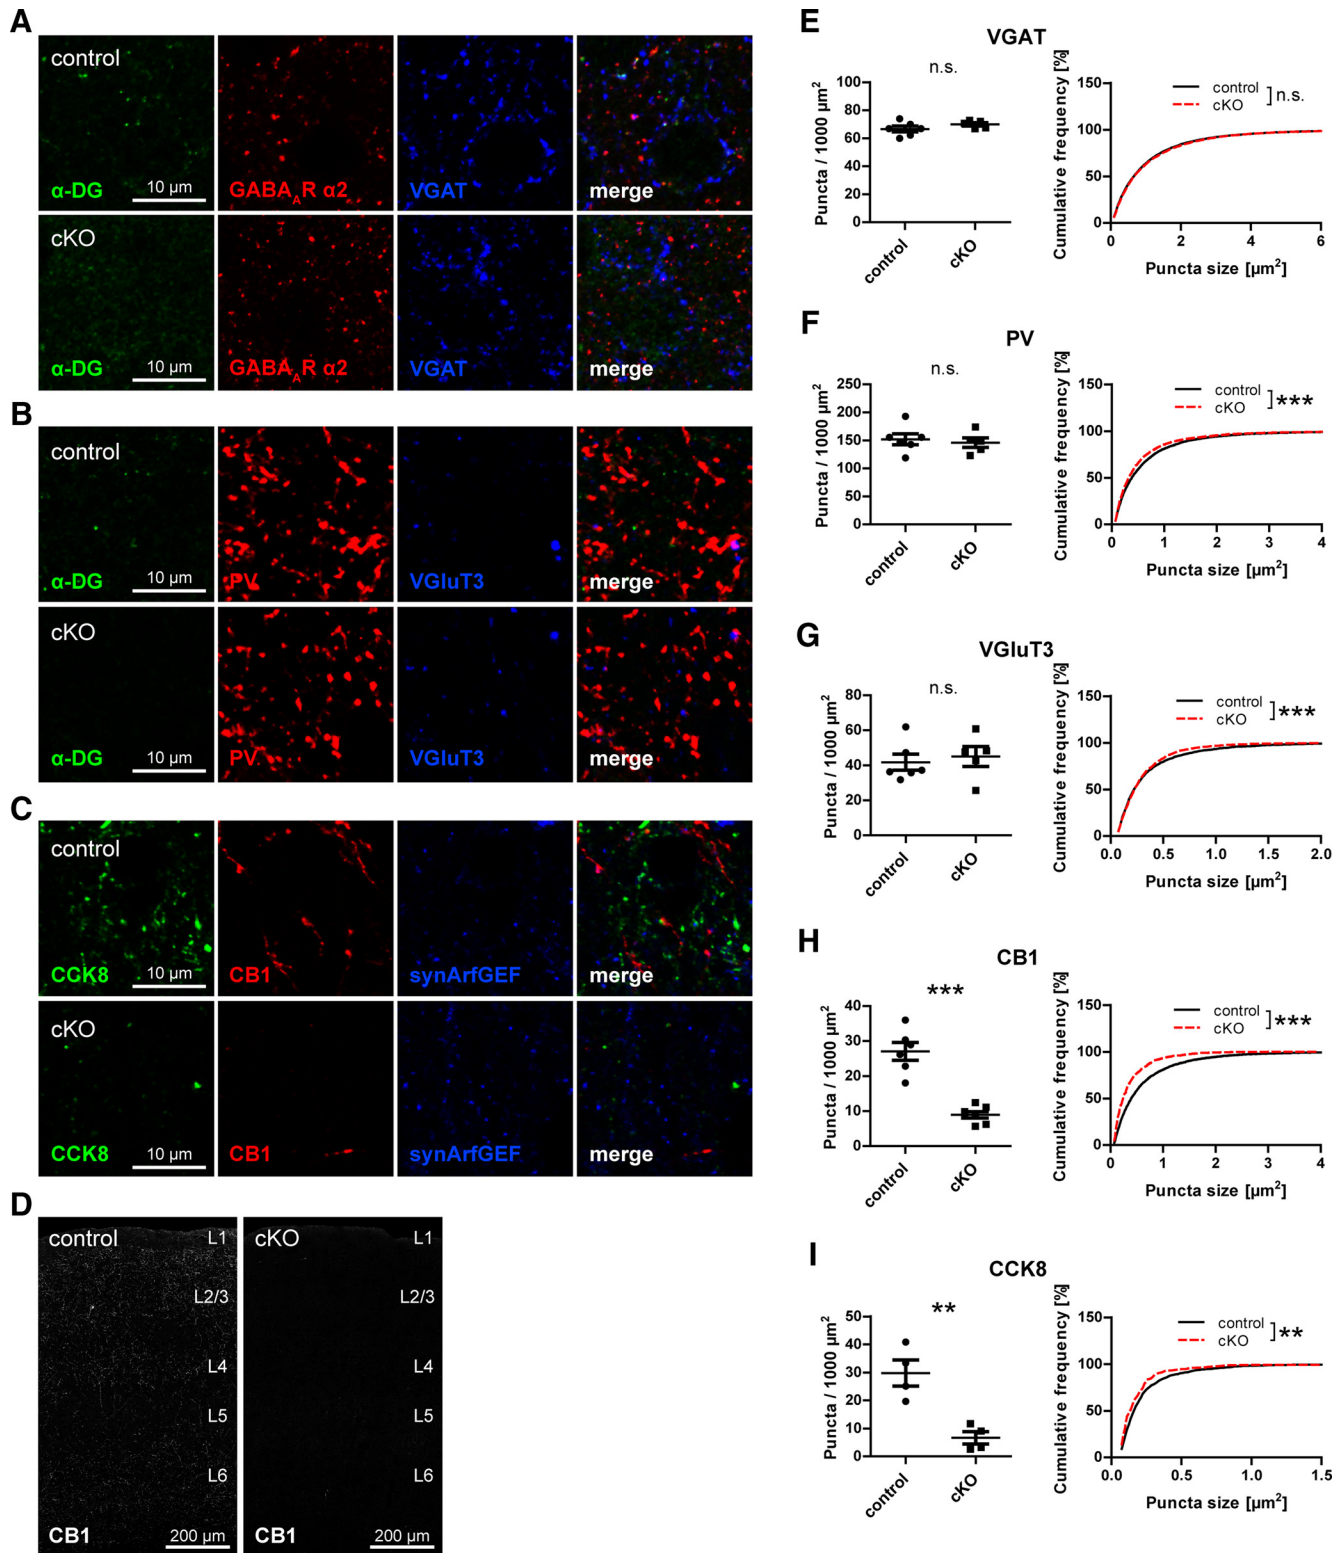 A
control
α-DG
10 µm
GABA_AR α2
VGAT
merge
cKO
α-DG
10 µm
GABA_AR α2
VGAT
merge
B
control
α-DG
10 µm
PV
VGluT3
merge
cKO
α-DG
10 µm
PV
VGluT3
merge
C
control
CCK8
10 µm
CB1
synArfGEF
merge
cKO
CCK8
10 µm
CB1
synArfGEF
merge
D
control
L1
L2/3
L4
L5
L6
CB1
200 µm
cKO
L1
L2/3
L4
L5
L6
CB1
200 µm
E
VGAT
Puncta / 1000 µm²
100
80
60
40
20
0
n.s.
control
cKO
Cumulative frequency [%]
150
100
50
0
control
cKO
n.s.
0 2 4 6
Puncta size [µm²]
F
PV
Puncta / 1000 µm²
250
200
150
100
50
0
n.s.
control
cKO
Cumulative frequency [%]
150
100
50
0
control
cKO
***
0 1 2 3 4
Puncta size [µm²]
G
VGluT3
Puncta / 1000 µm²
80
60
40
20
0
n.s.
control
cKO
Cumulative frequency [%]
150
100
50
0
control
cKO
***
0.0 0.5 1.0 1.5 2.0
Puncta size [µm²]
H
CB1
Puncta / 1000 µm²
40
30
20
10
0
***
control
cKO
Cumulative frequency [%]
150
100
50
0
control
cKO
***
0 1 2 3 4
Puncta size [µm²]
I
CCK8
Puncta / 1000 µm²
50
40
30
20
10
0
**
control
cKO
Cumulative frequency [%]
150
100
50
0
control
cKO
**
0.0 0.5 1.0 1.5
Puncta size [µm²]